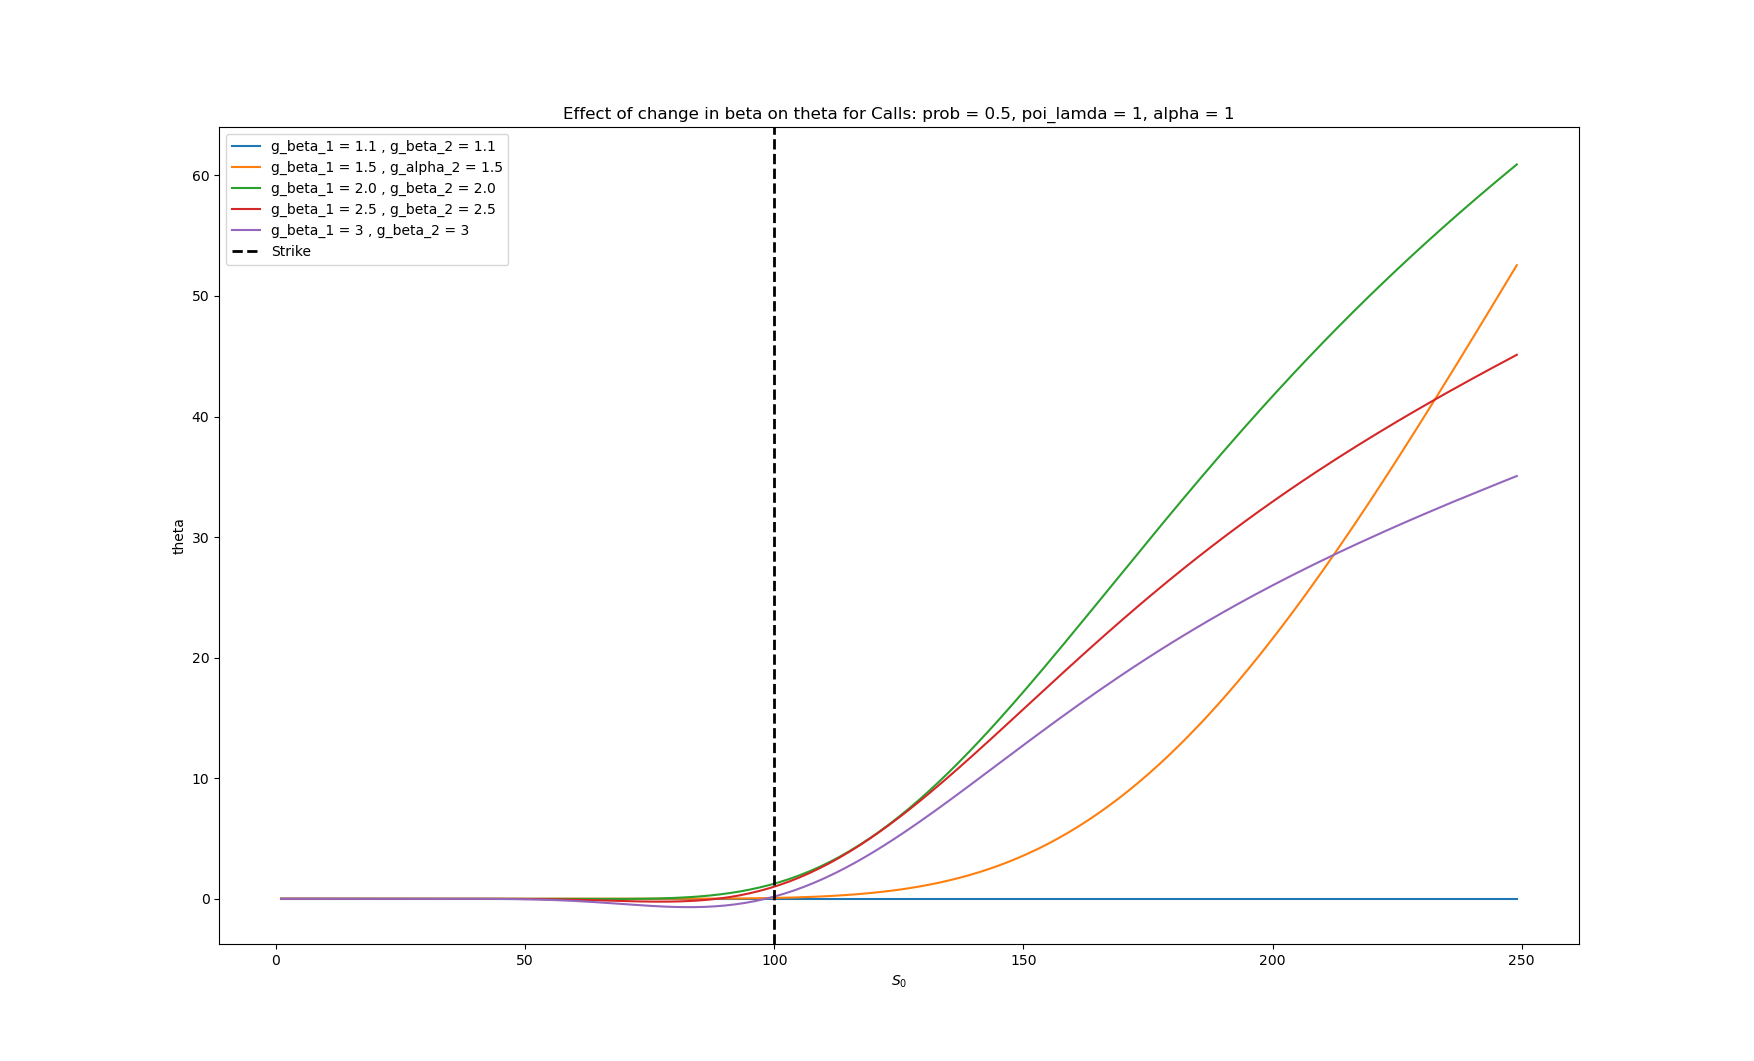 Effect of change in beta on theta for Calls: prob = 0.5, poi_lamda = 1, alpha = 1
g_beta_1 = 1.1 , g_beta_2 = 1.1
g_beta_1 = 1.5 , g_alpha_2 = 1.5
g_beta_1 = 2.0 , g_beta_2 = 2.0
g_beta_1 = 2.5 , g_beta_2 = 2.5
g_beta_1 = 3 , g_beta_2 = 3
Strike
60
50
40
30
20
10
0
theta
0 50 100 150 200 250
S_0